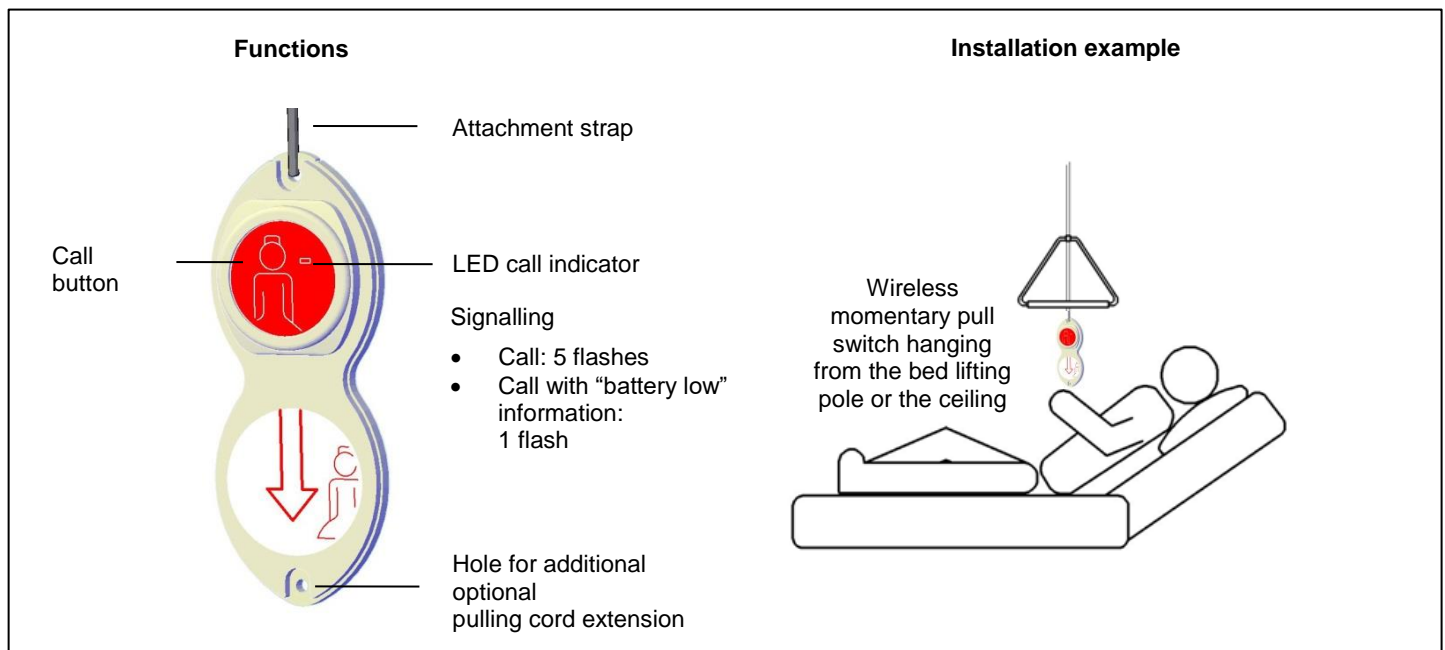 Functions
Attachment strap
Call
button
LED call indicator
Signalling
• Call: 5 flashes
• Call with “battery low”
information:
1 flash
Hole for additional
optional
pulling cord extension
Installation example
Wireless
momentary pull
switch hanging
from the bed lifting
pole or the ceiling